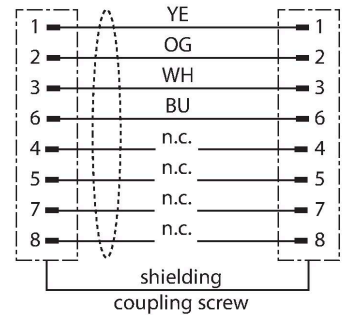 1 YE 1
2 OG 2
3 WH 3
6 BU 6
4 n.c. 4
5 n.c. 5
7 n.c. 7
8 n.c. 8
shielding
coupling screw